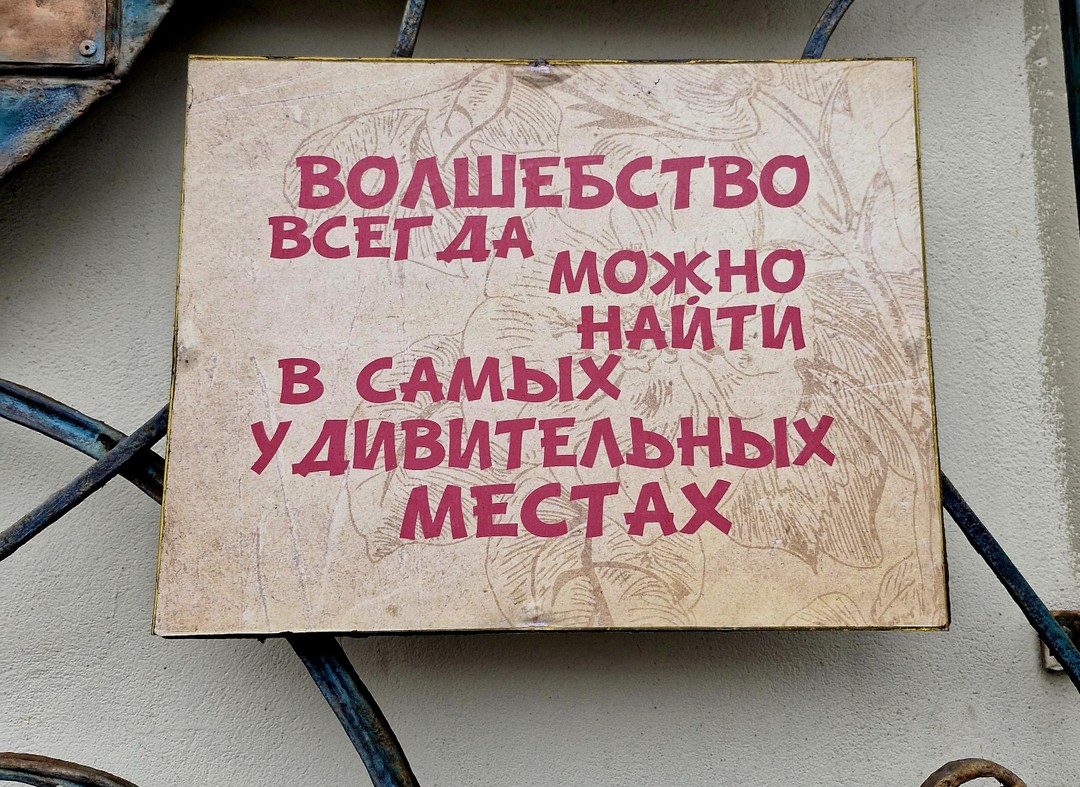 ВОЛШЕБСТВО
ВСЕГДА
МОЖНО
НАЙТИ
В САМЫХ
УДИВИТЕЛЬНЫХ
МЕСТАХ